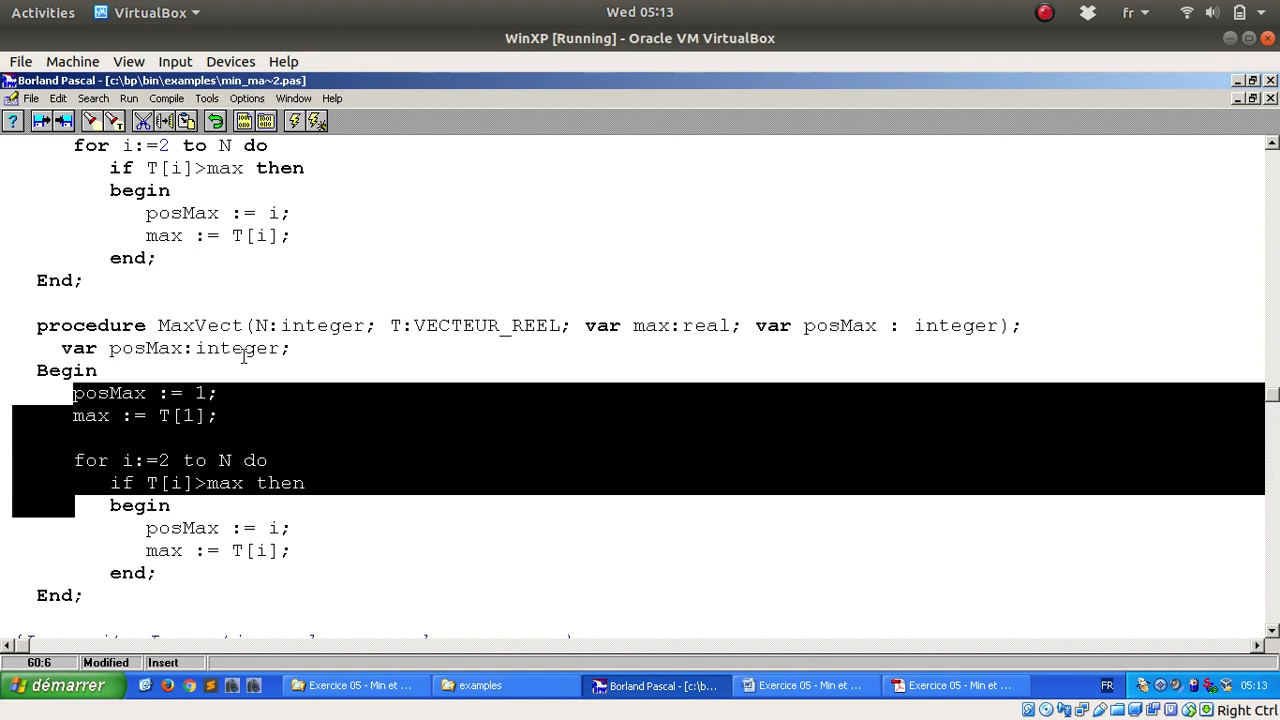 Activities VirtualBox Wed 05:13 fr
WinXP [Running] - Oracle VM VirtualBox
File Machine View Input Devices Help
Borland Pascal - [c:\bp\bin\examples\min_ma~2.pas]
File Edit Search Run Compile Tools Options Window Help
for i:=2 to N do
if T[i]>max then
begin
posMax := i;
max := T[i];
end;
End;
procedure MaxVect(N:integer; T:VECTEUR_REEL; var max:real; var posMax : integer);
var posMax:integer;
Begin
posMax := 1;
max := T[1];
for i:=2 to N do
if T[i]>max then
begin
posMax := i;
max := T[i];
end;
End;
60:6 Modified Insert
démarrer Exercice 05 - Min et ... examples Borland Pascal - [c:\b... Exercice 05 - Min et ... Exercice 05 - Min et ... FR 05:13
Right Ctrl